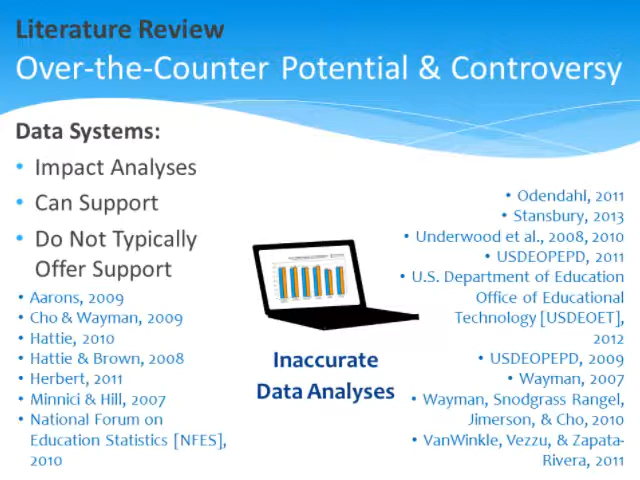 Literature Review
Over-the-Counter Potential & Controversy
Data Systems:
• Impact Analyses
• Can Support
• Do Not Typically
Offer Support
• Aarons, 2009
• Cho & Wayman, 2009
• Hattie, 2010
• Hattie & Brown, 2008
• Herbert, 2011
• Minnici & Hill, 2007
• National Forum on
Education Statistics [NFES],
2010
Inaccurate
Data Analyses
• Odendahl, 2011
• Stansbury, 2013
• Underwood et al., 2008, 2010
• USDEOPEPD, 2011
• U.S. Department of Education
Office of Educational
Technology [USDEOET],
2012
• USDEOPEPD, 2009
• Wayman, 2007
• Wayman, Snodgrass Rangel,
Jimerson, & Cho, 2010
• VanWinkle, Vezzu, & Zapata-
Rivera, 2011